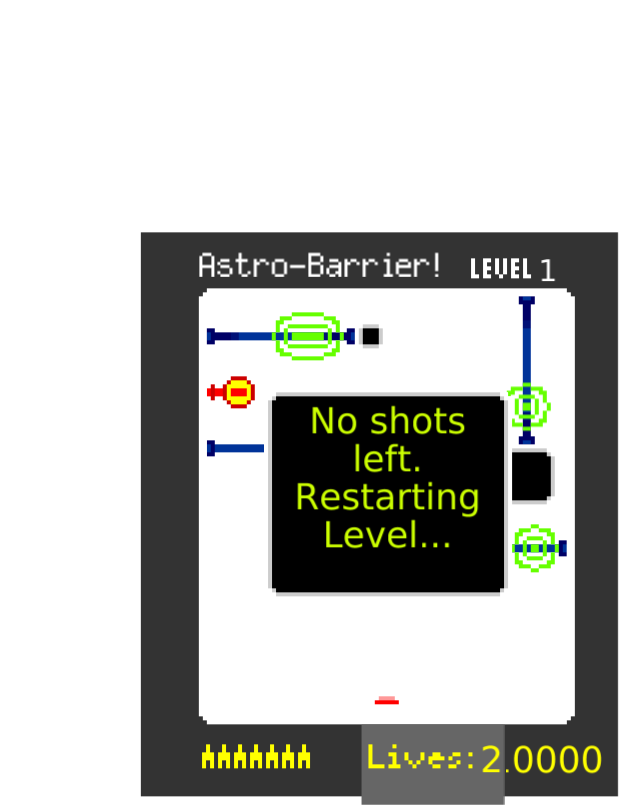 Astro-Barrier! LEVEL 1
No shots
left.
Restarting
Level...
Lives:2.0000